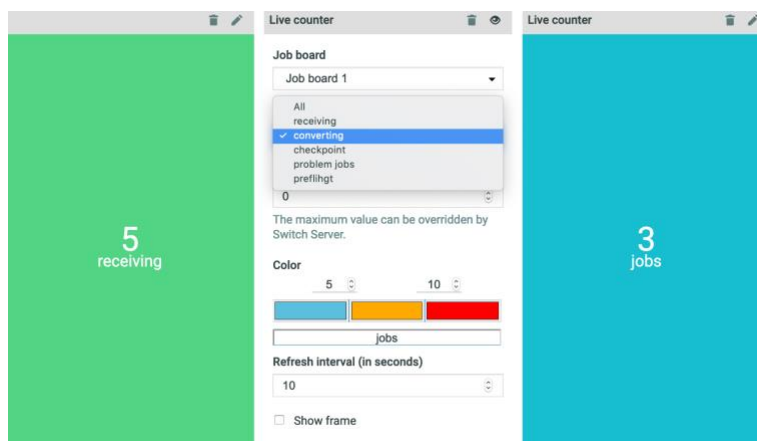 5
receiving
Live counter
Job board
Job board 1
All
receiving
✓ converting
checkpoint
problem jobs
preflihgt
0
The maximum value can be overridden by
Switch Server.
Color
5 10
jobs
Refresh interval (in seconds)
10
Show frame
Live counter
3
jobs